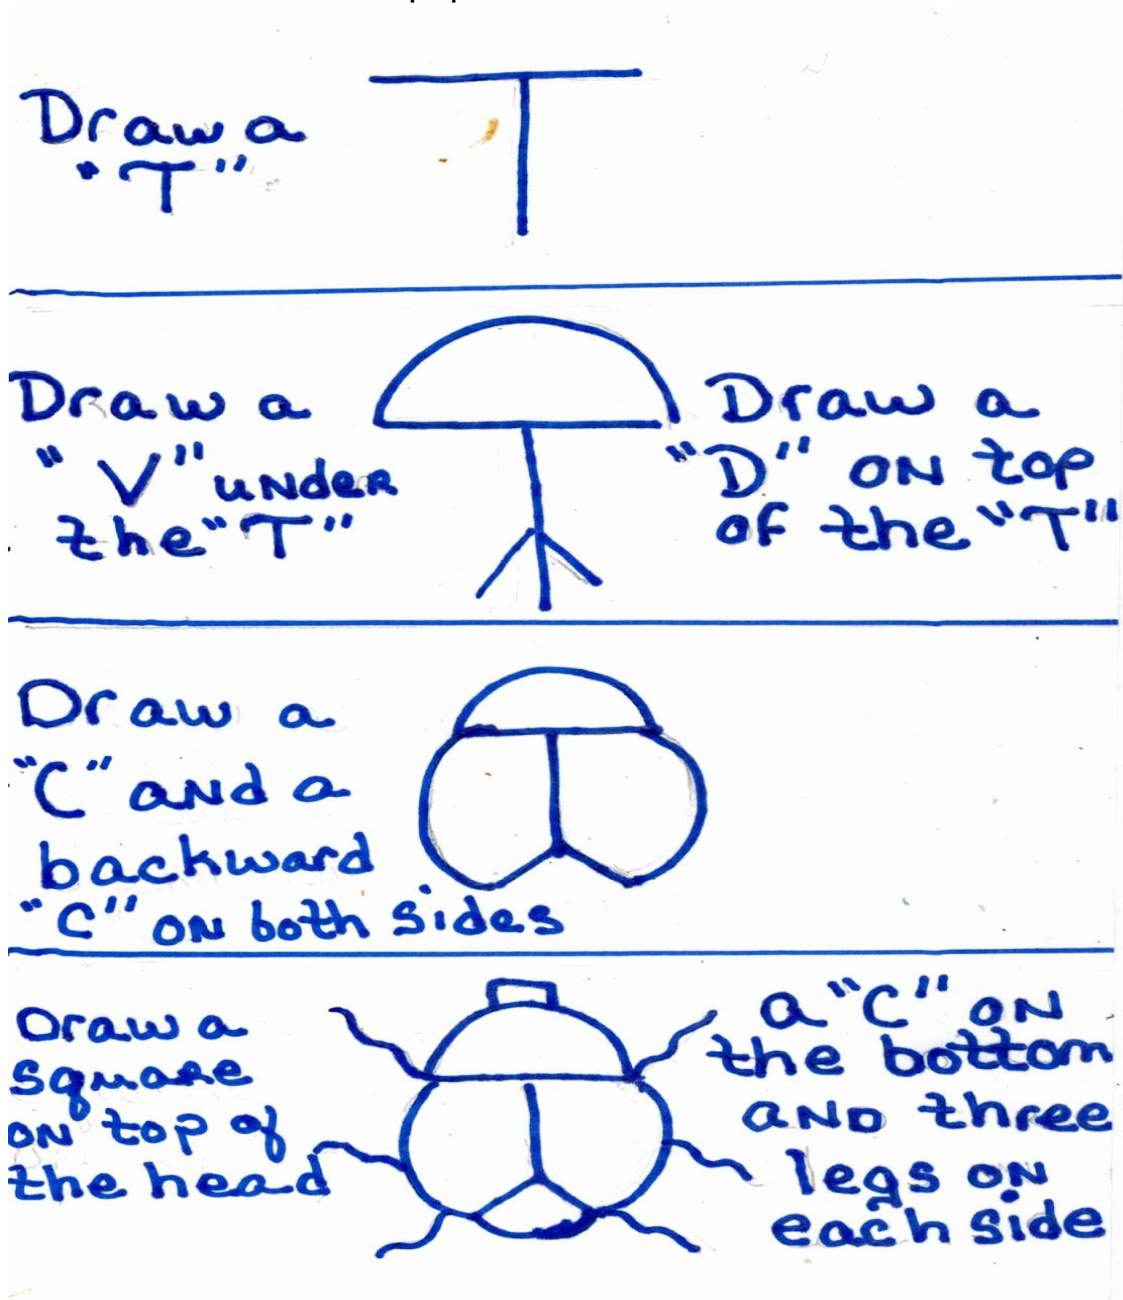 Draw a
"T"
Draw a
"V" under
the "T"
Draw a
"D" on top
of the "T"
Draw a
"C" and a
backward
"C" on both sides
Draw a
square
on top of
the head
a "C" on
the bottom
and three
legs on
each side